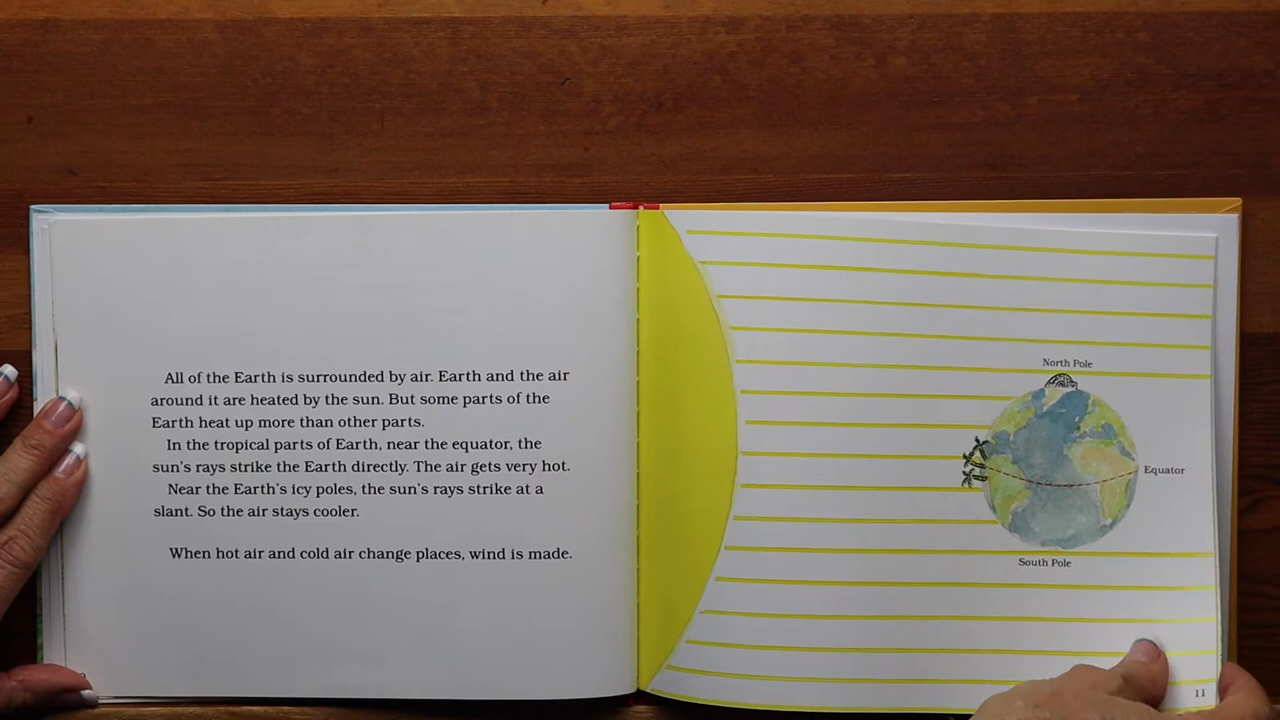 All of the Earth is surrounded by air. Earth and the air
around it are heated by the sun. But some parts of the
Earth heat up more than other parts.
In the tropical parts of Earth, near the equator, the
sun's rays strike the Earth directly. The air gets very hot.
Near the Earth's icy poles, the sun's rays strike at a
slant. So the air stays cooler.
When hot air and cold air change places, wind is made.
North Pole
Equator
South Pole
11